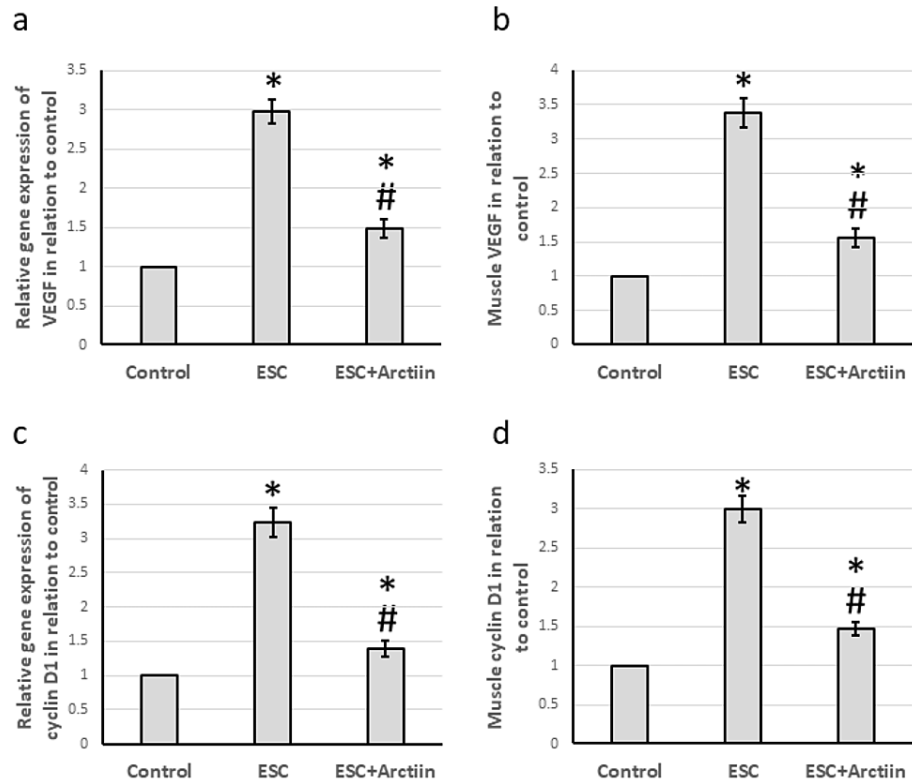 a
Relative gene expression of
VEGF in relation to control
3.5
3
2.5
2
1.5
1
0.5
0
*
*
#
Control ESC ESC+Arctiin
b
Muscle VEGF in relation to
control
4
3.5
3
2.5
2
1.5
1
0.5
0
*
*
#
Control ESC ESC+Arctiin
c
Relative gene expression of
cyclin D1 in relation to control
4
3.5
3
2.5
2
1.5
1
0.5
0
*
*
#
Control ESC ESC+Arctiin
d
Muscle cyclin D1 in relation
to control
3.5
3
2.5
2
1.5
1
0.5
0
*
*
#
Control ESC ESC+Arctiin